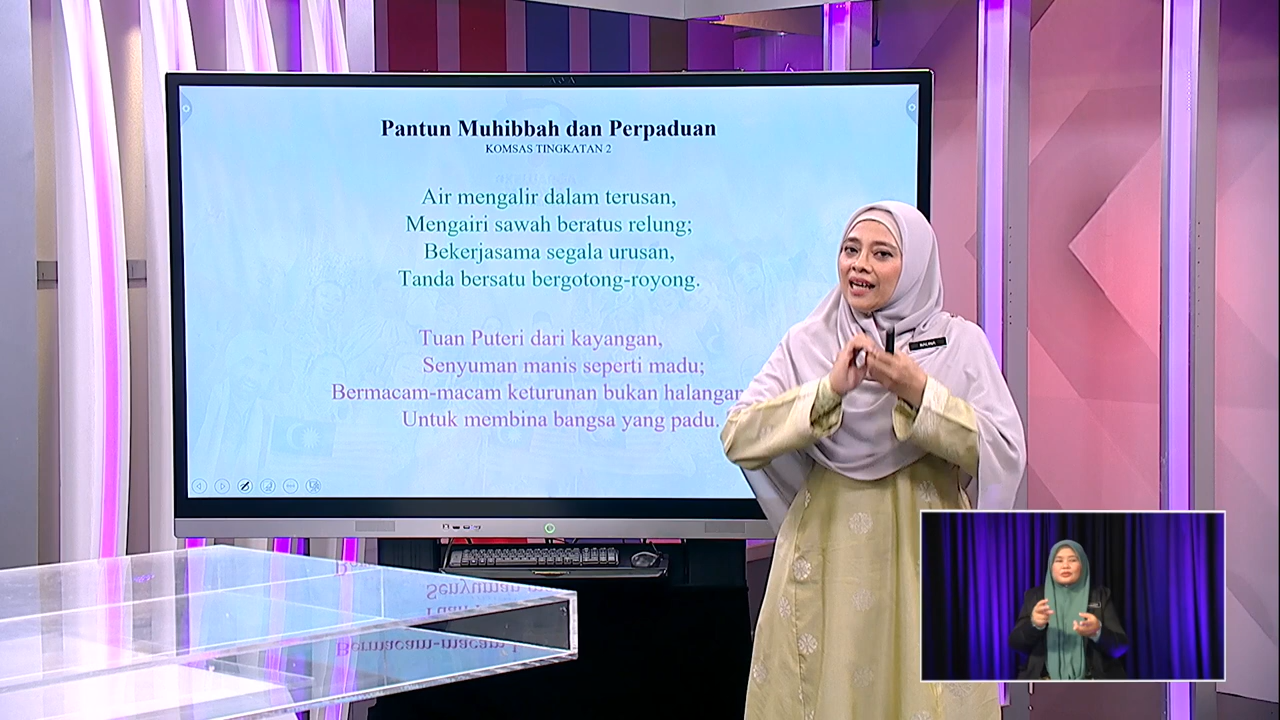 Pantun Muhibbah dan Perpaduan
KOMSAS TINGKATAN 2
Air mengalir dalam terusan,
Mengairi sawah beratus relung;
Bekerjasama segala urusan,
Tanda bersatu bergotong-royong.
Tuan Puteri dari kayangan,
Senyuman manis seperti madu;
Bermacam-macam keturunan bukan halangan
Untuk membina bangsa yang padu.